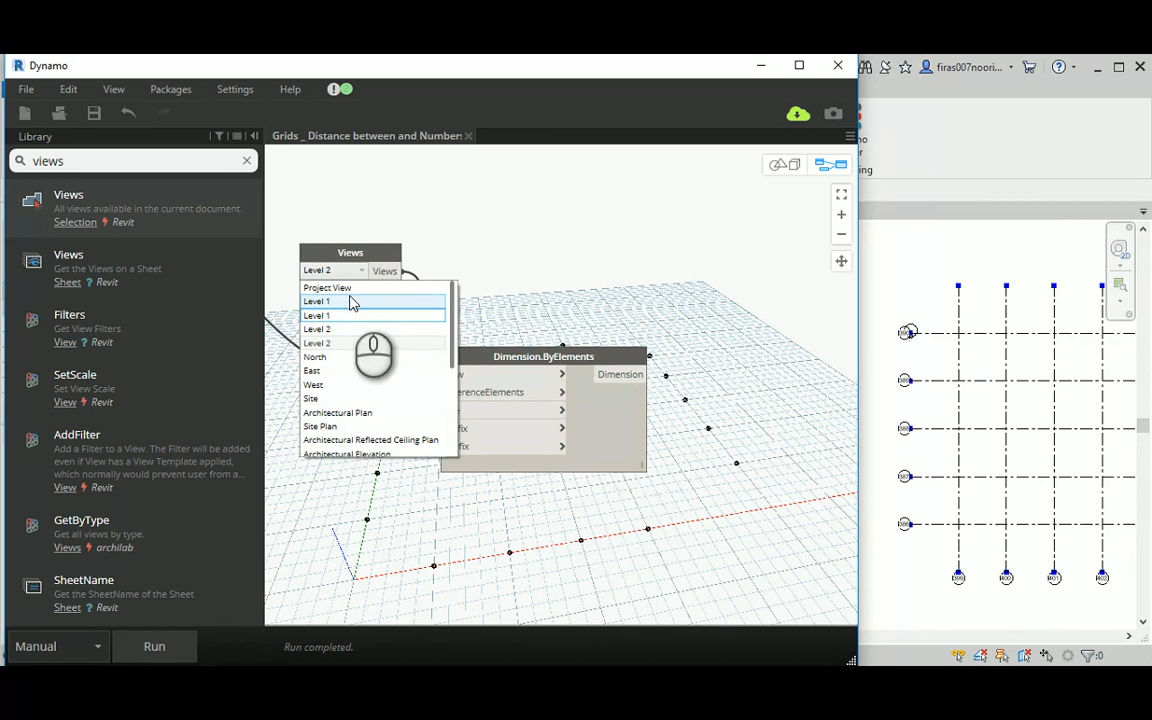 Dynamo
firas007noori...
File Edit View Packages Settings Help
Library
Grids _ Distance between and Numbers
views
Views
All views available in the current document.
Selection Revit
Views
Get the Views on a Sheet
Sheet ? Revit
Filters
Get View Filters
View ? Revit
SetScale
Set View Scale
View Revit
AddFilter
Add a Filter to a View. The Filter will be added
even if View has a View Template applied,
which normally would prevent user from a...
View Revit
GetByType
Get all views by type.
Views archilab
SheetName
Get the SheetName of the Sheet
Sheet ? Revit
Views
Level 2 Views
Project View
Level 1
Level 1
Level 2
Level 2
North
East
West
Site
Architectural Plan
Site Plan
Architectural Reflected Ceiling Plan
Architectural Elevation
Dimension.ByElements
w > Dimension
erenceElements >
>
fix >
fix >
Manual Run Run completed.
2D
:0